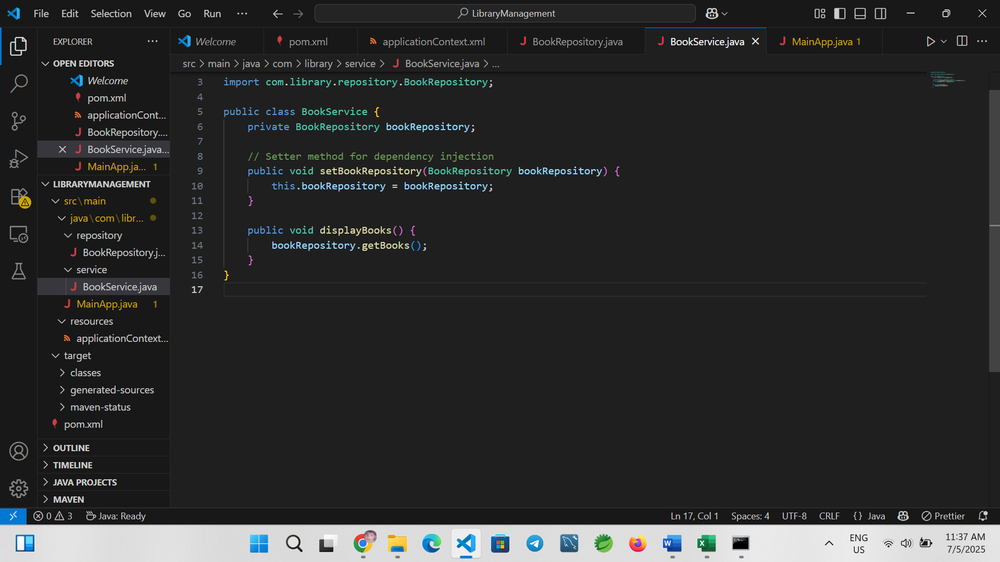 File Edit Selection View Go Run ···
LibraryManagement
EXPLORER
OPEN EDITORS
Welcome
pom.xml
applicationCont...
BookRepository....
BookService.java...
MainApp.ja... 1
LIBRARYMANAGEMENT
src\main
java\com\libr...
repository
BookRepository.j...
service
BookService.java
MainApp.java 1
resources
applicationContext...
target
classes
generated-sources
maven-status
pom.xml
OUTLINE
TIMELINE
JAVA PROJECTS
MAVEN
Welcome pom.xml applicationContext.xml BookRepository.java BookService.java MainApp.java 1
src > main > java > com > library > service > BookService.java > ...
3 import com.library.repository.BookRepository;
4
5 public class BookService {
6 private BookRepository bookRepository;
7
8 // Setter method for dependency injection
9 public void setBookRepository(BookRepository bookRepository) {
10 this.bookRepository = bookRepository;
11 }
12
13 public void displayBooks() {
14 bookRepository.getBooks();
15 }
16 }
17
0 3 Java: Ready
Ln 17, Col 1 Spaces: 4 UTF-8 CRLF {} Java Prettier
ENG
US
11:37 AM
7/5/2025